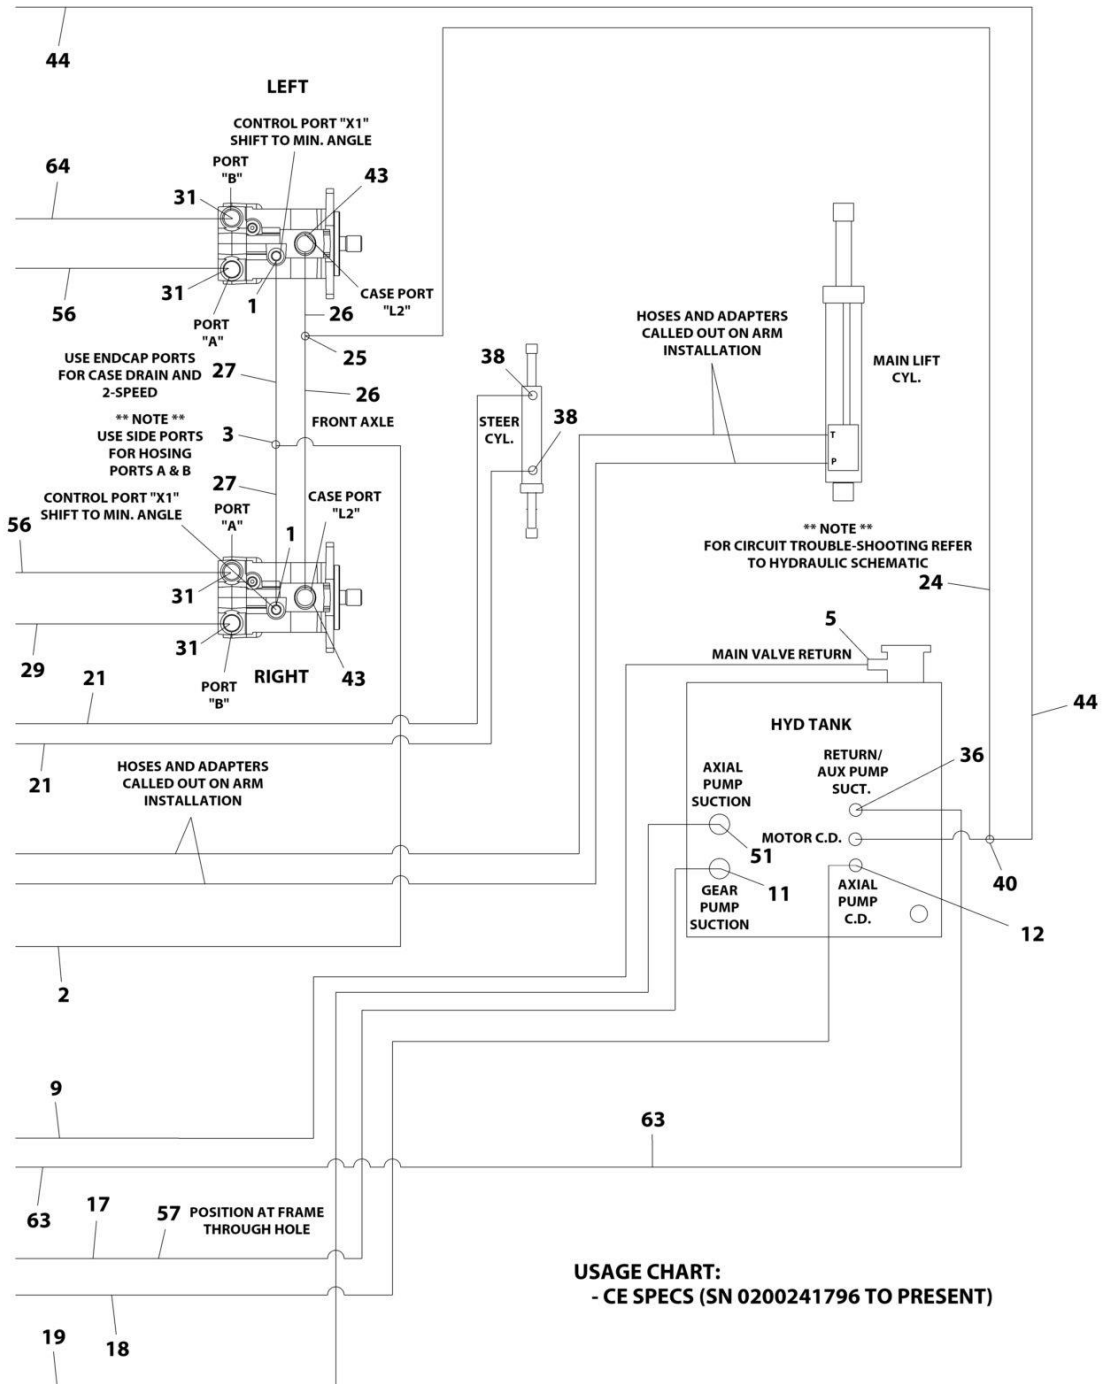 44
LEFT
CONTROL PORT "X1"
SHIFT TO MIN. ANGLE
64
PORT
"B"
43
31
31
56
1
CASE PORT
"L2"
26
PORT
"A"
25
USE ENDCAP PORTS
FOR CASE DRAIN AND
2-SPEED
27
26
** NOTE **
USE SIDE PORTS
FOR HOSING
PORTS A & B
3
FRONT AXLE
HOSES AND ADAPTERS
CALLED OUT ON ARM
INSTALLATION
38
STEER
CYL.
38
MAIN LIFT
CYL.
T
P
27
CONTROL PORT "X1"
SHIFT TO MIN. ANGLE
PORT
"A"
CASE PORT
"L2"
56
1
** NOTE **
FOR CIRCUIT TROUBLE-SHOOTING REFER
TO HYDRAULIC SCHEMATIC
24
31
29
31
21
PORT
"B"
RIGHT
43
5
MAIN VALVE RETURN
44
21
HOSES AND ADAPTERS
CALLED OUT ON ARM
INSTALLATION
HYD TANK
AXIAL
PUMP
SUCTION
RETURN/
AUX PUMP
SUCT.
36
MOTOR C.D.
51
40
GEAR
PUMP
SUCTION
11
AXIAL
PUMP
C.D.
12
2
9
63
63
17
57
POSITION AT FRAME
THROUGH HOLE
18
19
USAGE CHART:
- CE SPECS (SN 0200241796 TO PRESENT)